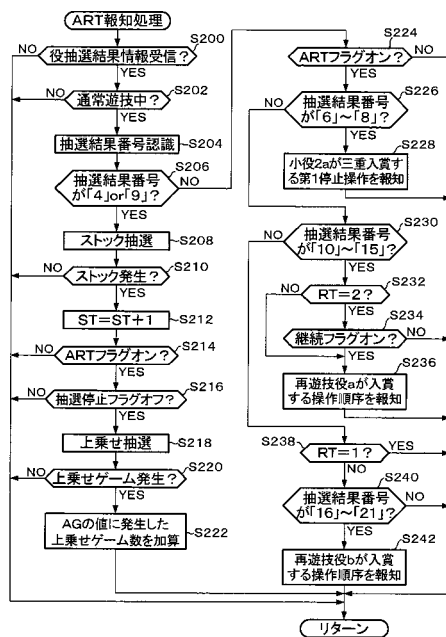 ART報知処理
S200
役抽選結果情報受信?
NO
YES
S202
通常遊技中?
NO
YES
抽選結果番号認識
S204
S206
抽選結果番号
が「4」or「9」?
NO
YES
ストック抽選
S208
S210
ストック発生?
NO
YES
ST=ST+1
S212
S214
ARTフラグオン?
NO
YES
S216
抽選停止フラグオフ?
NO
YES
上乗せ抽選
S218
S220
上乗せゲーム発生?
NO
YES
S222
AGの値に発生した
上乗せゲーム数を加算
S224
ARTフラグオン?
NO
YES
S226
抽選結果番号
が「6」~「8」?
NO
YES
S228
小役2aが三重入賞す
る第1停止操作を報知
S230
抽選結果番号
が「10」~「15」?
NO
YES
S232
RT=2?
NO
YES
S234
継続フラグオン?
NO
YES
S236
再遊技役aが入賞
する操作順序を報知
S238
RT=1?
YES
NO
S240
抽選結果番号
が「16」~「21」?
NO
YES
S242
再遊技役bが入賞
する操作順序を報知
リターン